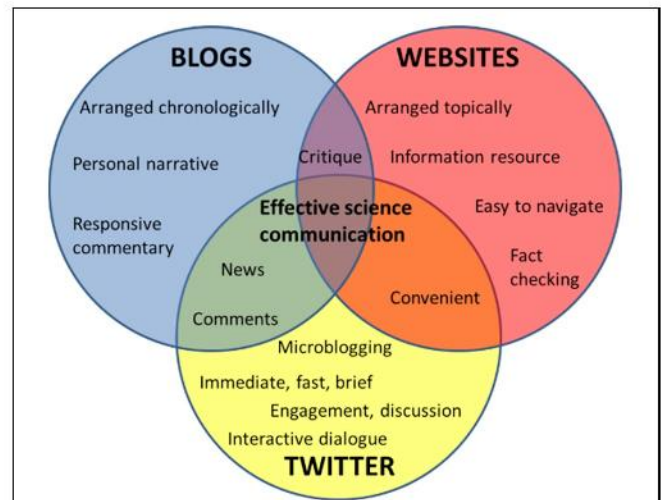 BLOGS
WEBSITES
Arranged chronologically
Arranged topically
Personal narrative
Critique
Information resource
Responsive
commentary
Effective science
communication
Easy to navigate
Fact
checking
News
Convenient
Comments
Microblogging
Immediate, fast, brief
Engagement, discussion
Interactive dialogue
TWITTER